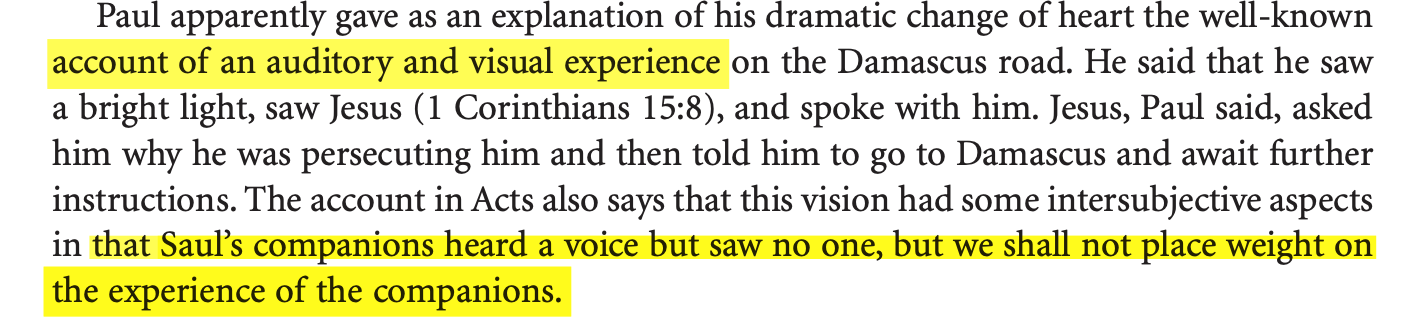 Paul apparently gave as an explanation of his dramatic change of heart the well-known
account of an auditory and visual experience on the Damascus road. He said that he saw
a bright light, saw Jesus (1 Corinthians 15:8), and spoke with him. Jesus, Paul said, asked
him why he was persecuting him and then told him to go to Damascus and await further
instructions. The account in Acts also says that this vision had some intersubjective aspects
in that Saul’s companions heard a voice but saw no one, but we shall not place weight on
the experience of the companions.